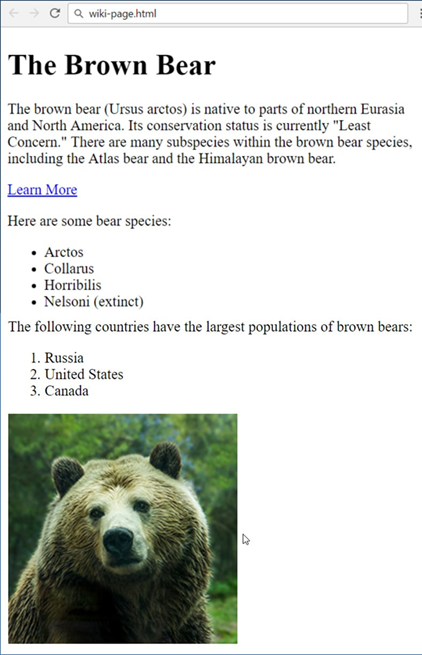 wiki-page.html
The Brown Bear
The brown bear (Ursus arctos) is native to parts of northern Eurasia
and North America. Its conservation status is currently "Least
Concern." There are many subspecies within the brown bear species,
including the Atlas bear and the Himalayan brown bear.
Learn More
Here are some bear species:
• Arctos
• Collarus
• Horribilis
• Nelsoni (extinct)
The following countries have the largest populations of brown bears:
1. Russia
2. United States
3. Canada